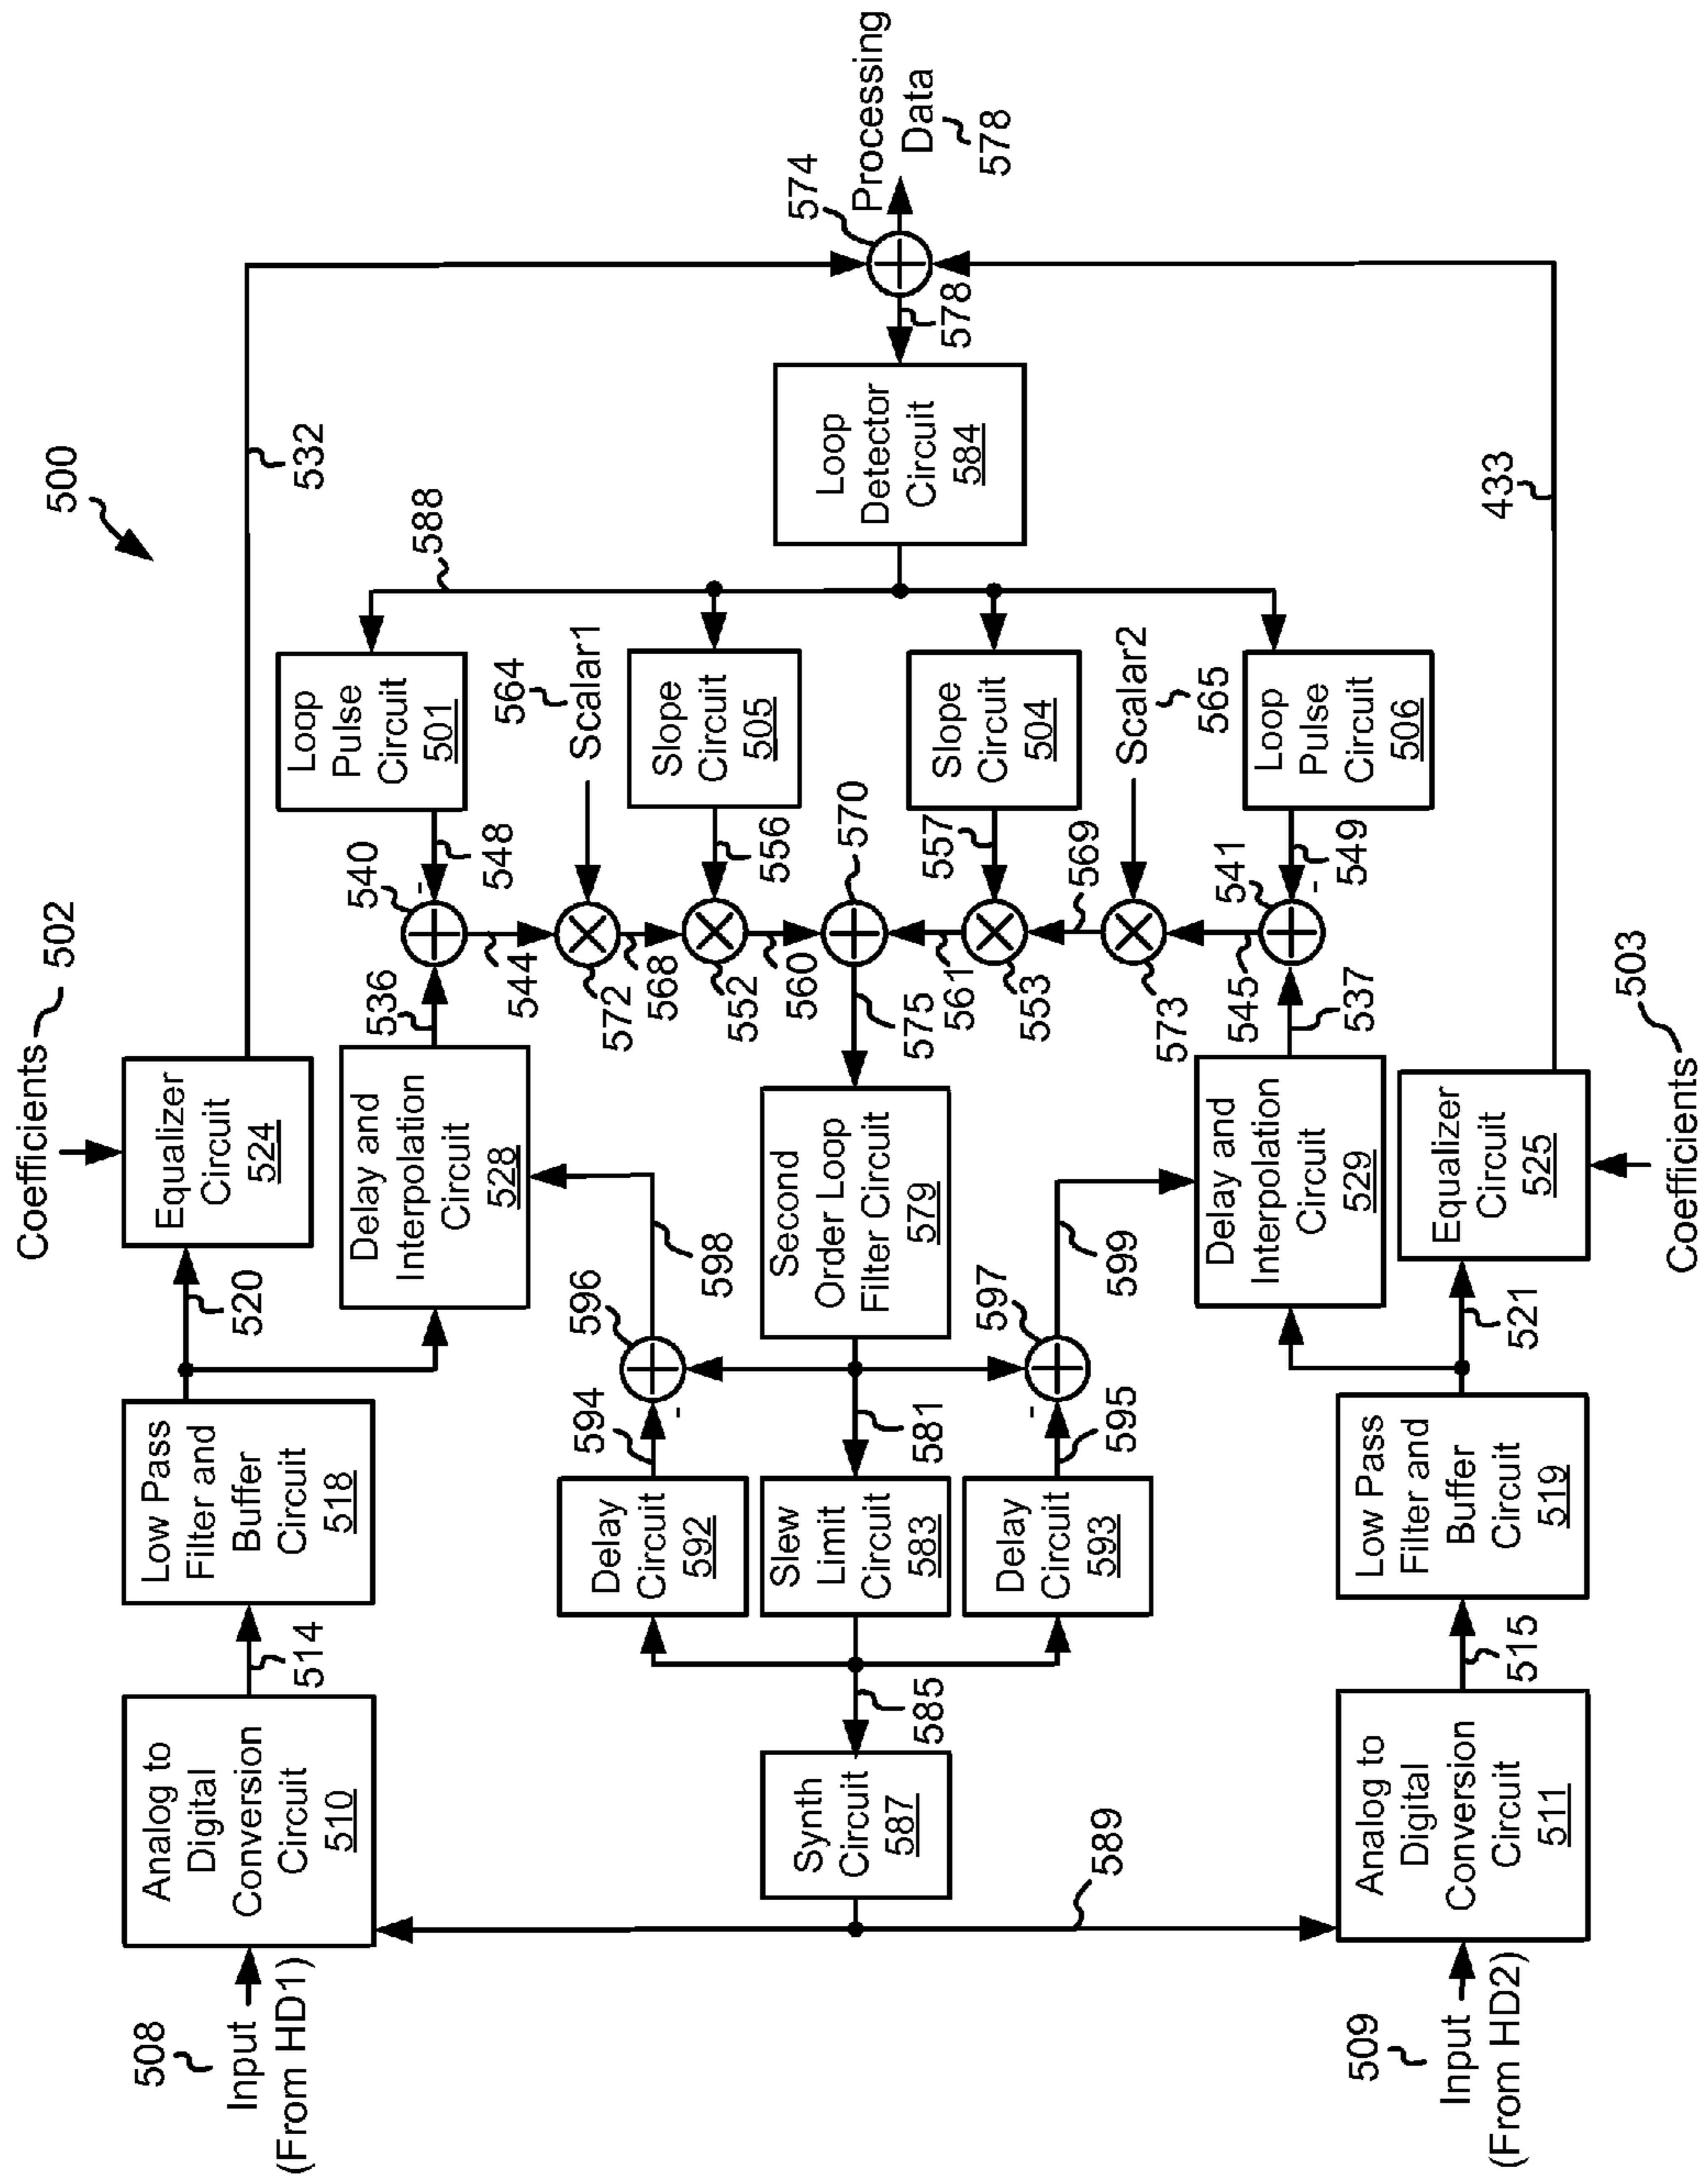 500
Coefficients 502
508
Input
(From HD1)
Analog to
Digital
Conversion
Circuit
510
514
Low Pass
Filter and
Buffer
Circuit
518
520
Equalizer
Circuit
524
532
Delay and
Interpolation
Circuit
528
536
540
-
548
Loop
Pulse
Circuit
501
588
544
564
Scalar1
572
568
552
556
Slope
Circuit
505
560
570
574
Processing
Data
578
578
Loop
Detector
Circuit
584
598
596
-
594
Delay
Circuit
592
Synth
Circuit
587
585
Slew
Limit
Circuit
583
581
Second
Order Loop
Filter Circuit
579
575
561
553
557
Slope
Circuit
504
569
573
Scalar2
565
545
541
-
549
Loop
Pulse
Circuit
506
589
Delay
Circuit
593
595
-
597
599
Delay and
Interpolation
Circuit
529
537
509
Input
(From HD2)
Analog to
Digital
Conversion
Circuit
511
515
Low Pass
Filter and
Buffer
Circuit
519
521
Equalizer
Circuit
525
433
Coefficients 503